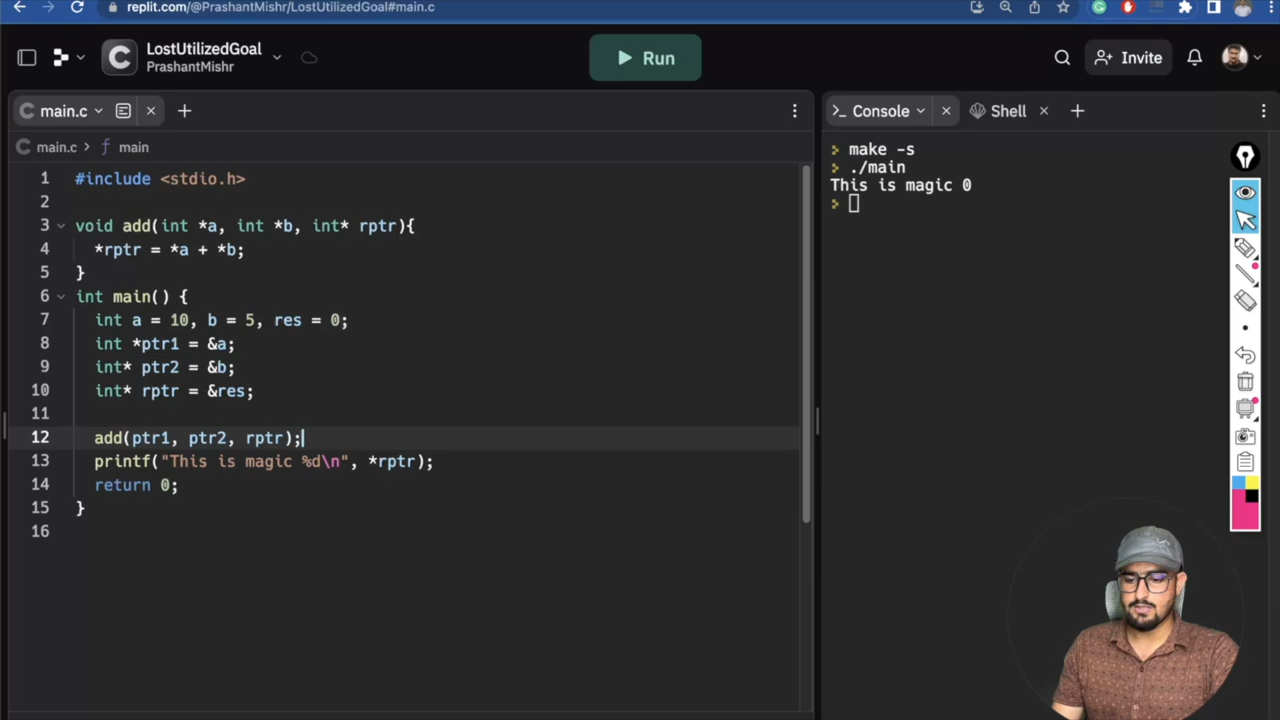 replit.com/@PrashantMishr/LostUtilizedGoal#main.c
LostUtilizedGoal
PrashantMishr
Run
Invite
main.c
Console
Shell
main.c > main
1 #include <stdio.h>
2
3 void add(int *a, int *b, int* rptr){
4 *rptr = *a + *b;
5 }
6 int main() {
7 int a = 10, b = 5, res = 0;
8 int *ptr1 = &a;
9 int* ptr2 = &b;
10 int* rptr = &res;
11
12 add(ptr1, ptr2, rptr);
13 printf("This is magic %d\n", *rptr);
14 return 0;
15 }
16
make -s
./main
This is magic 0